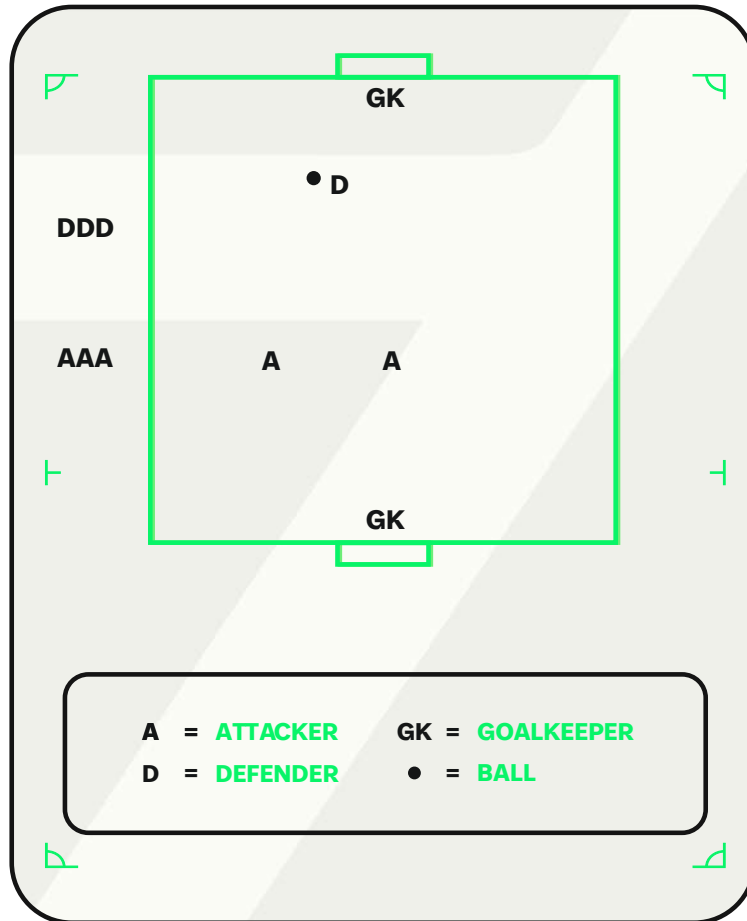 GK
D
DDD
AAA
A A
GK
A = ATTACKER GK = GOALKEEPER
D = DEFENDER ● = BALL